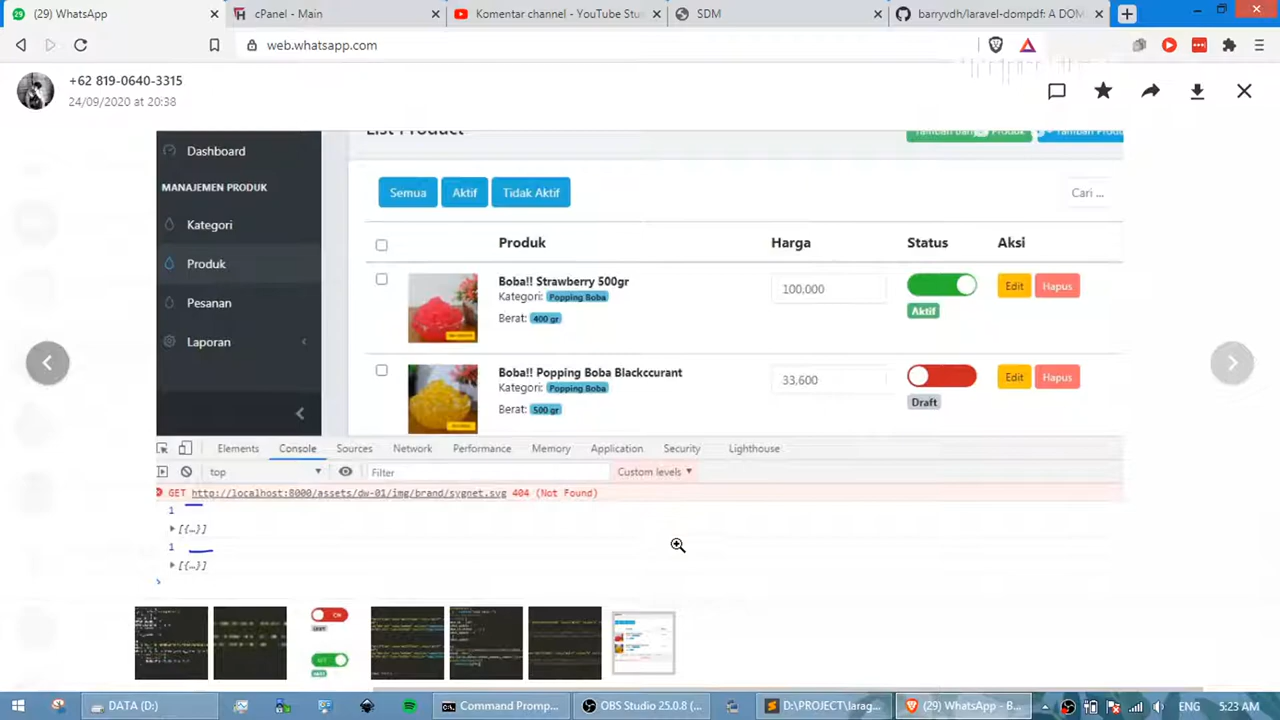 (29) WhatsApp
cPanel - Main
Komentar channel - YouTube Stu
SJM
barryvdh/laravel-dompdf: A DOM
web.whatsapp.com
+62 819-0640-3315
24/09/2020 at 20:38
List Product
Dashboard
MANAJEMEN PRODUK
Kategori
Produk
Pesanan
Laporan
Semua
Aktif
Tidak Aktif
Cari ...
Produk
Harga
Status
Aksi
Boba!! Strawberry 500gr
Kategori: Popping Boba
Berat: 400 gr
100,000
Aktif
Edit
Hapus
Boba!! Popping Boba Blackccurant
Kategori: Popping Boba
Berat: 500 gr
33,600
Draft
Edit
Hapus
Elements
Console
Sources
Network
Performance
Memory
Application
Security
Lighthouse
top
Filter
Custom levels
GET http://localhost:8000/assets/dw-01/img/brand/sygnet.svg 404 (Not Found)
1
[{…}]
1
[{…}]
DATA (D:)
Command Promp...
OBS Studio 25.0.8 (...
D:\PROJECT\larag...
(29) WhatsApp - B...
5:23 AM